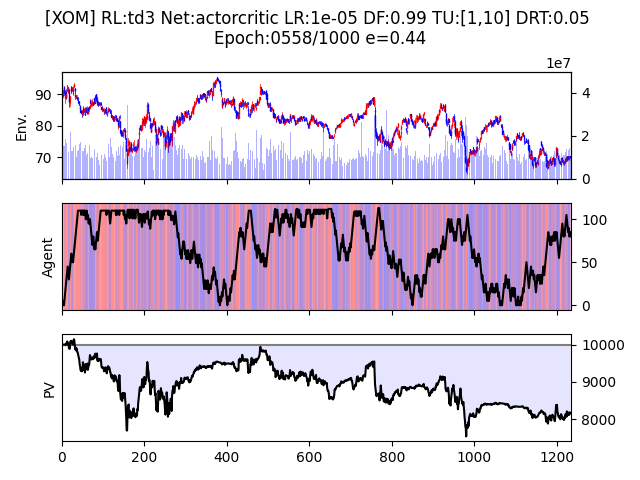 [XOM] RL:td3 Net:actorcritic LR:1e-05 DF:0.99 TU:[1,10] DRT:0.05
Epoch:0558/1000 e=0.44
1e7
Env.
90
80
70
4
2
0
Agent
100
50
0
PV
10000
9000
8000
0 200 400 600 800 1000 1200